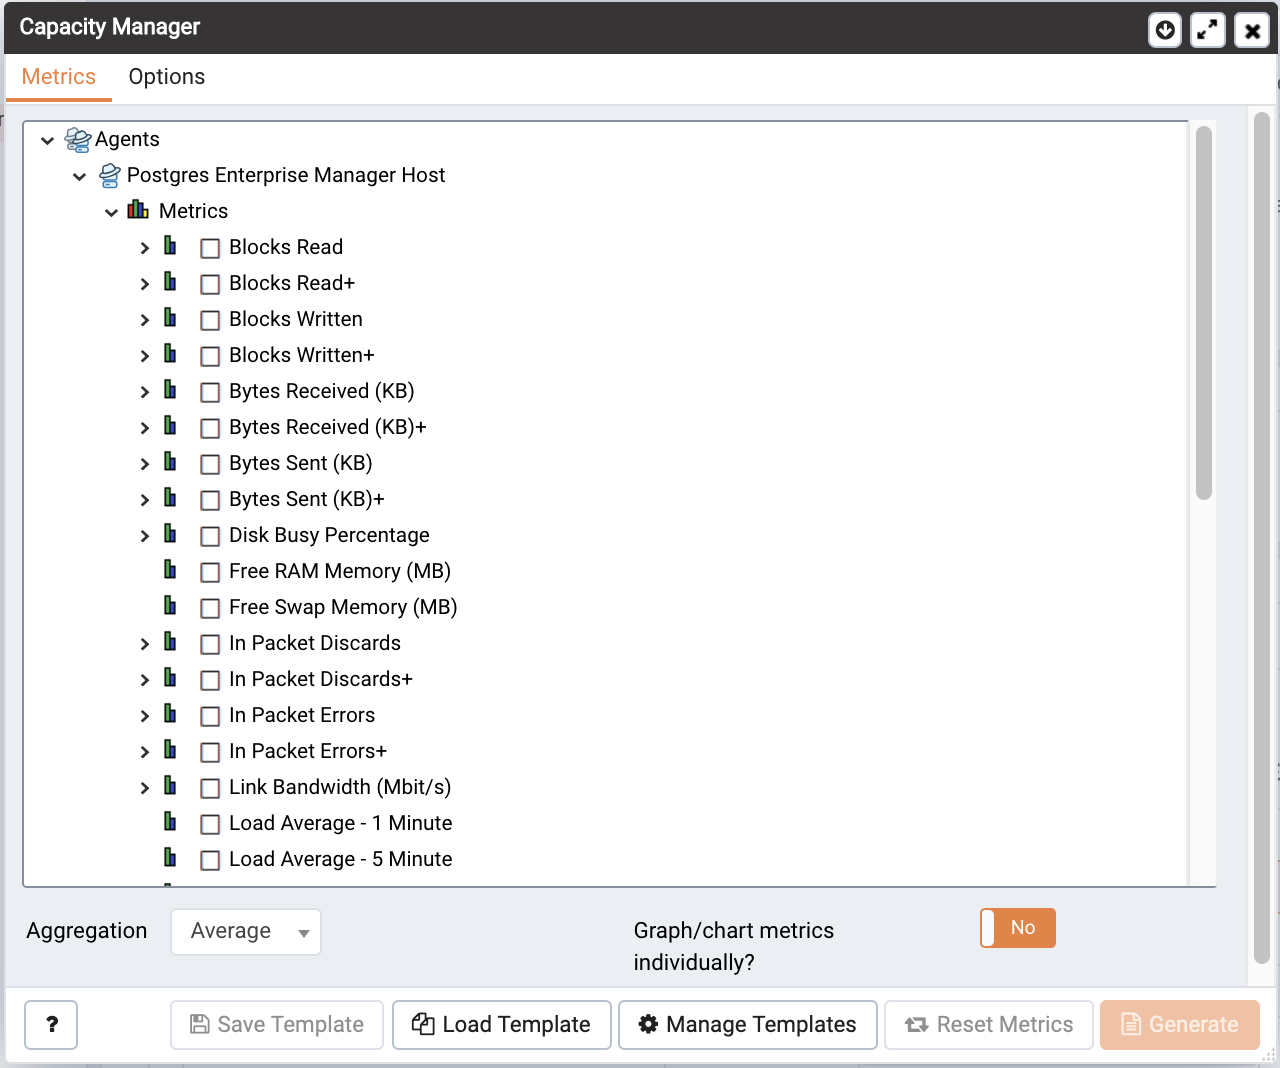 Capacity Manager
Metrics Options
Agents
Postgres Enterprise Manager Host
Metrics
Blocks Read
Blocks Read+
Blocks Written
Blocks Written+
Bytes Received (KB)
Bytes Received (KB)+
Bytes Sent (KB)
Bytes Sent (KB)+
Disk Busy Percentage
Free RAM Memory (MB)
Free Swap Memory (MB)
In Packet Discards
In Packet Discards+
In Packet Errors
In Packet Errors+
Link Bandwidth (Mbit/s)
Load Average - 1 Minute
Load Average - 5 Minute
Aggregation Average Graph/chart metrics
individually? No
? Save Template Load Template Manage Templates Reset Metrics Generate